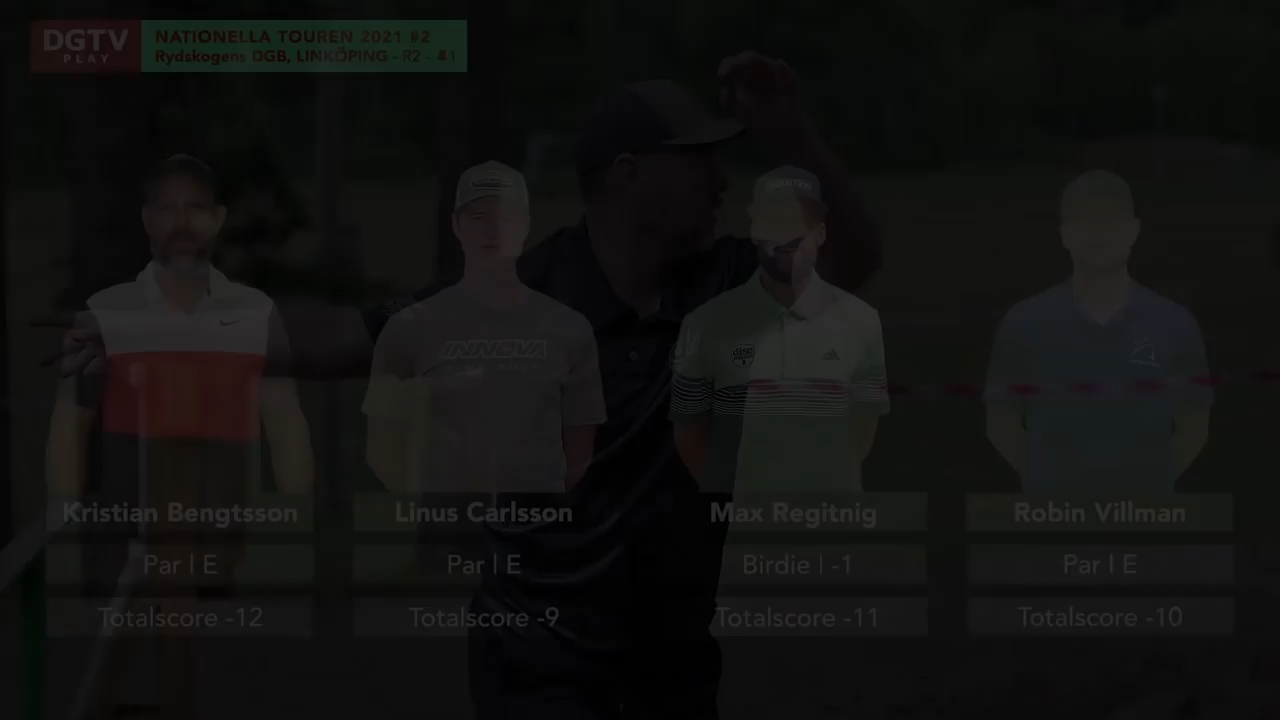 DGTV
PLAY
NATIONELLA TOUREN 2021 #2
Rydskogens DGB, LINKÖPING - R2 - #1
INNOVA
disc
Kristian Bengtsson
Linus Carlsson
Max Regitnig
Robin Villman
Par | E
Par | E
Birdie | -1
Par | E
Totalscore -12
Totalscore -9
Totalscore -11
Totalscore -10